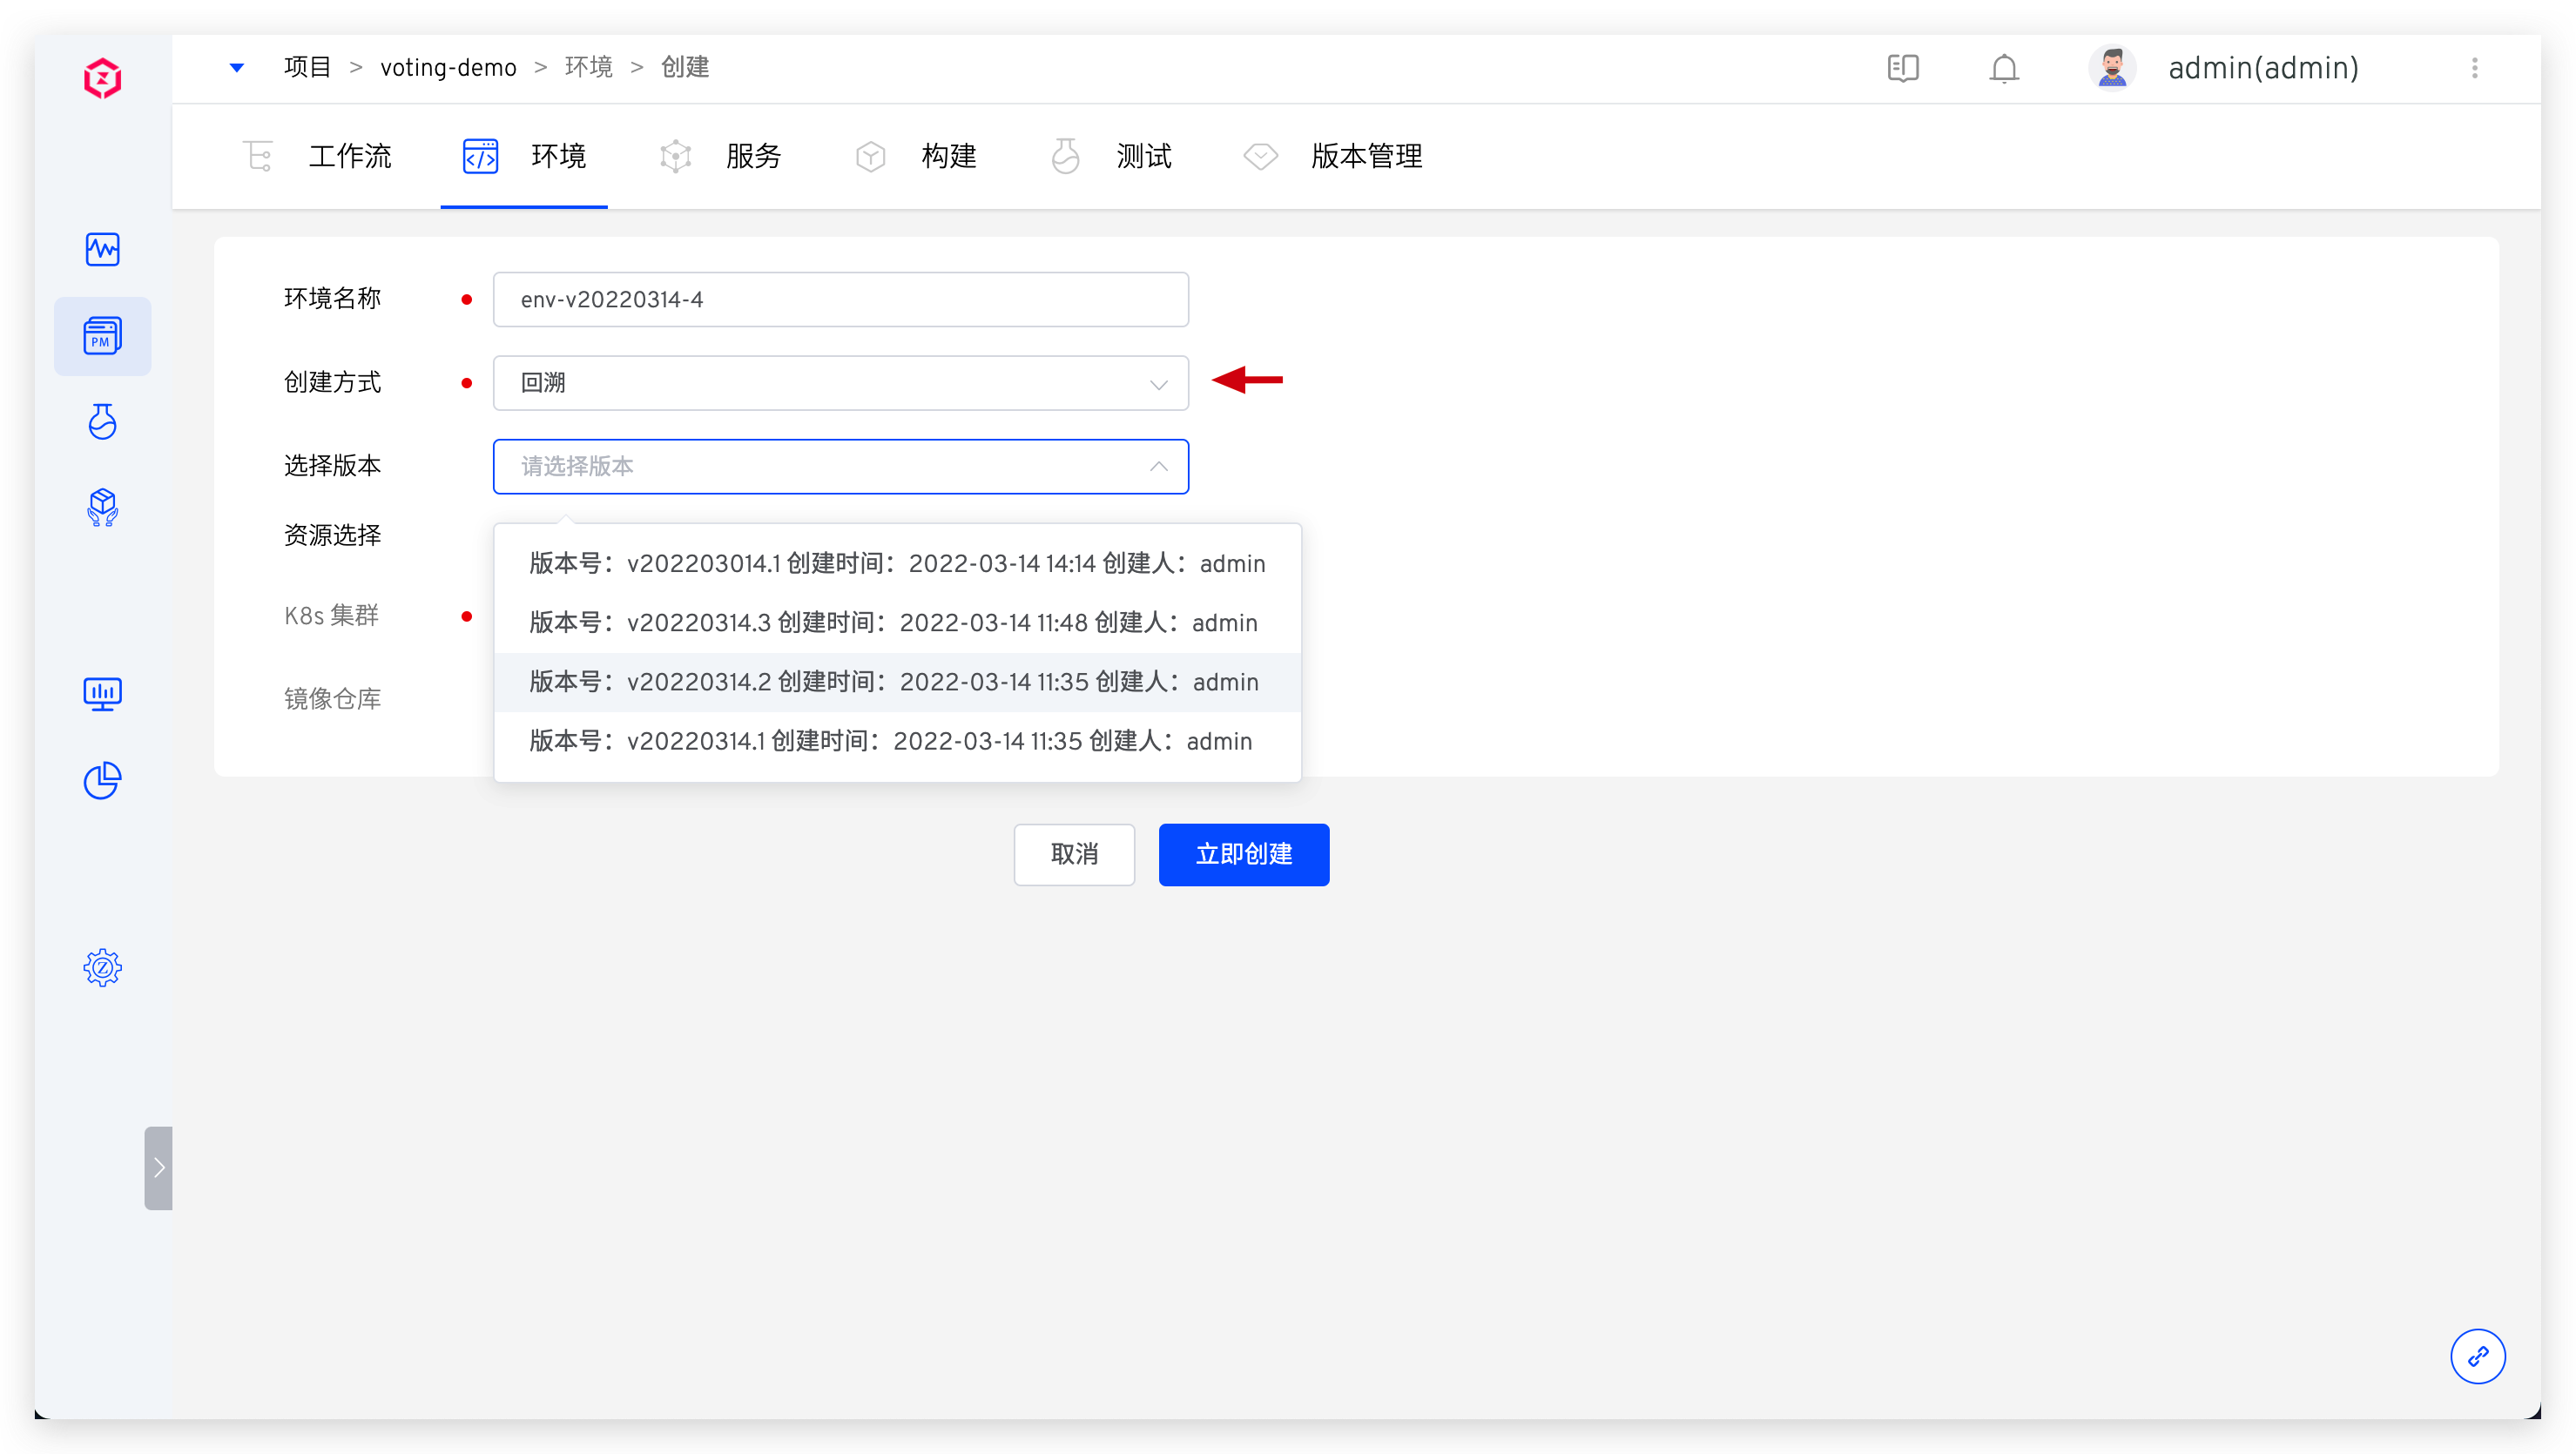 项目 > voting-demo > 环境 > 创建
admin(admin)
工作流 环境 服务 构建 测试 版本管理
PM
环境名称 env-v20220314-4
创建方式 回溯
选择版本 请选择版本
资源选择
版本号：v202203014.1 创建时间：2022-03-14 14:14 创建人：admin
K8s 集群
版本号：v20220314.3 创建时间：2022-03-14 11:48 创建人：admin
版本号：v20220314.2 创建时间：2022-03-14 11:35 创建人：admin
镜像仓库
版本号：v20220314.1 创建时间：2022-03-14 11:35 创建人：admin
取消 立即创建